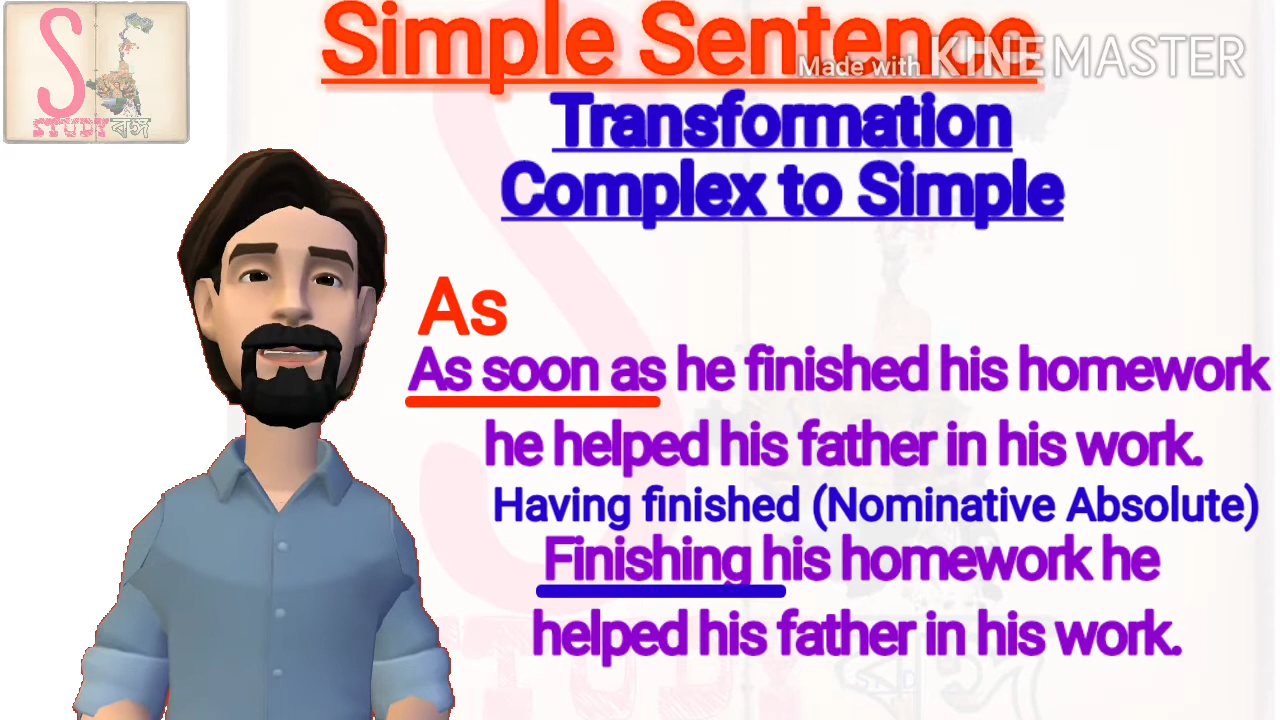 Simple Sentence
Made with KINEMASTER
STUDYবঙ্গ
Transformation
Complex to Simple
As
As soon as he finished his homework
he helped his father in his work.
Having finished (Nominative Absolute)
Finishing his homework he
helped his father in his work.